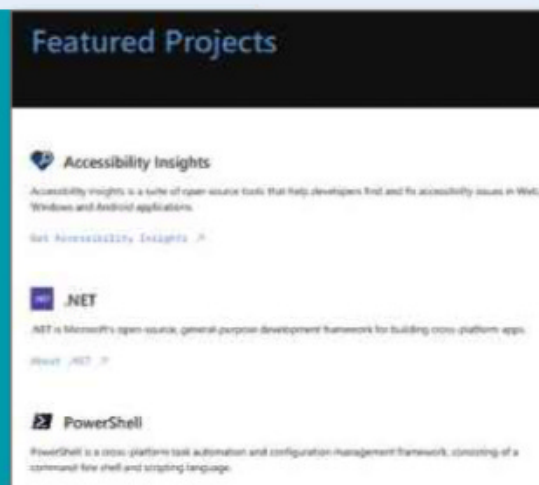 Featured Projects
Accessibility Insights
Accessibility Insights is a suite of open source tools that help developers find and fix accessibility issues in Web,
Windows and Android applications.
Get Accessibility Insights ↗
.NET
.NET is Microsoft's open-source, general-purpose development framework for building cross-platform apps.
About .NET ↗
PowerShell
PowerShell is a cross-platform task automation and configuration management framework, consisting of a
command-line shell and scripting language.